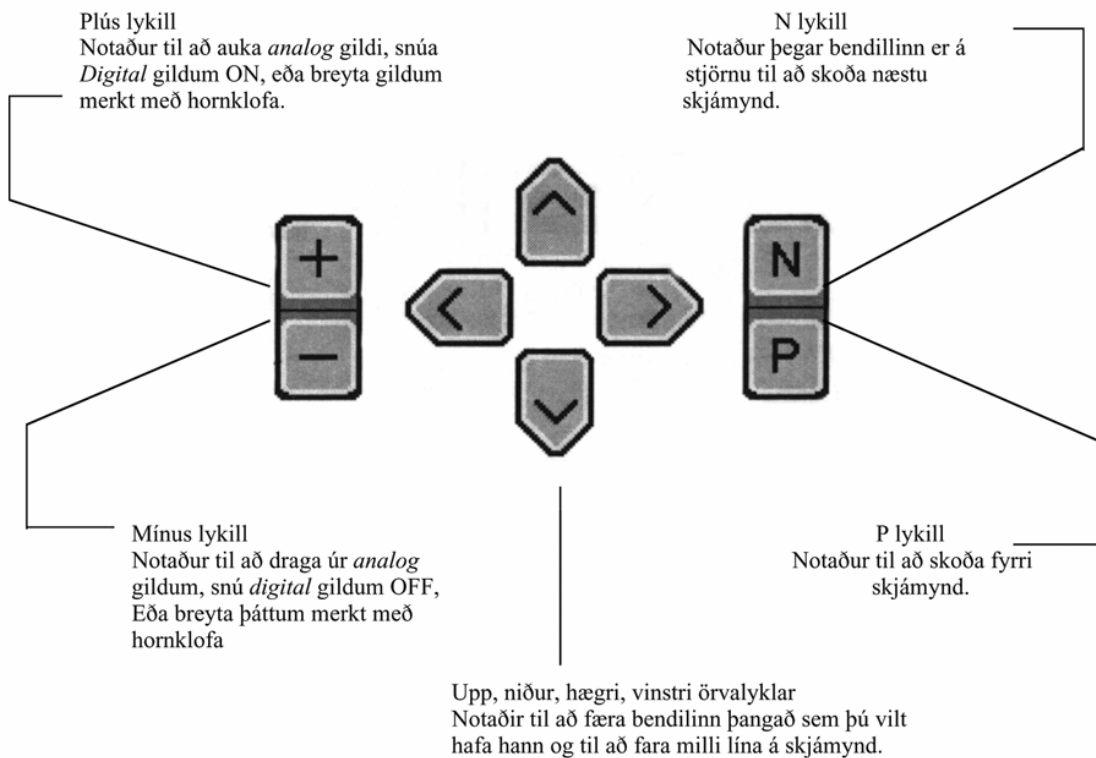 Plús lykill
Notaður til að auka analog gildi, snúa
Digital gildum ON, eða breyta gildum
merkt með hornklofa.
N lykill
Notaður þegar bendillinn er á
stjörnu til að skoða næstu
skjámynd.
+
−
<
>
N
P
Mínus lykill
Notaður til að draga úr analog
gildum, snú digital gildum OFF,
Eða breyta þáttum merkt með
hornklofa
P lykill
Notaður til að skoða fyrri
skjámynd.
Upp, niður, hægri, vinstri örvalyklar
Notaðir til að færa bendilinn þangað sem þú vilt
hafa hann og til að fara milli lína á skjámynd.